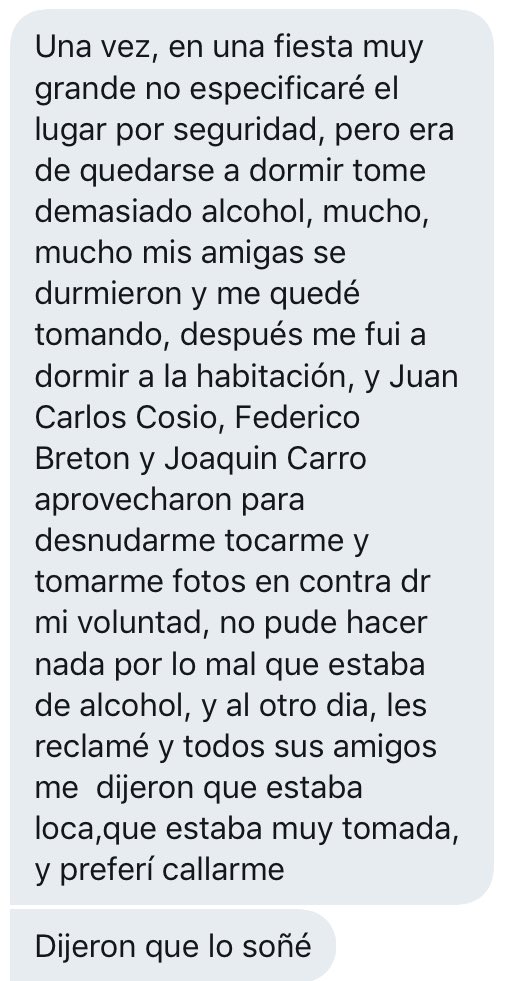 Una vez, en una fiesta muy
grande no especificaré el
lugar por seguridad, pero era
de quedarse a dormir tome
demasiado alcohol, mucho,
mucho mis amigas se
durmieron y me quedé
tomando, después me fui a
dormir a la habitación, y Juan
Carlos Cosio, Federico
Breton y Joaquin Carro
aprovecharon para
desnudarme tocarme y
tomarme fotos en contra dr
mi voluntad, no pude hacer
nada por lo mal que estaba
de alcohol, y al otro dia, les
reclamé y todos sus amigos
me  dijeron que estaba
loca,que estaba muy tomada,
y preferí callarme
Dijeron que lo soñé